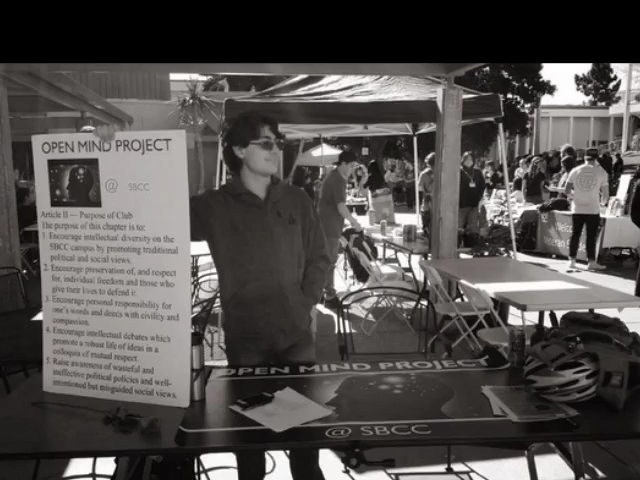 OPEN MIND PROJECT
@ SBCC
Article II — Purpose of Club
The purpose of this chapter is to:
1. Encourage intellectual diversity on the
SBCC campus by promoting traditional
political and social views.
2. Encourage preservation of, and respect
for, individual freedom and those who
give their lives to defend it.
3. Encourage personal responsibility for
one's words and deeds with civility and
compassion.
4. Encourage intellectual debates which
promote a robust life of ideas in a
colloquia of mutual respect
5. Raise awareness of wasteful and
ineffective political policies and well-
intentioned but misguided social views.
OPEN MIND PROJECT
@ SBCC
Welcome